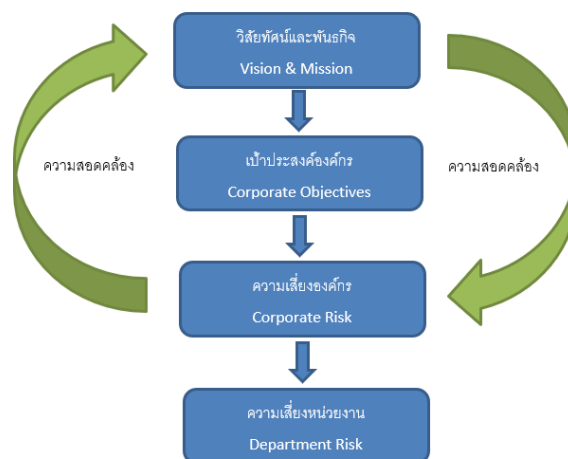 วิสัยทัศน์และพันธกิจ
Vision & Mission
เป้าประสงค์องค์กร
Corporate Objectives
ความสอดคล้อง
ความสอดคล้อง
ความเสี่ยงองค์กร
Corporate Risk
ความเสี่ยงหน่วยงาน
Department Risk